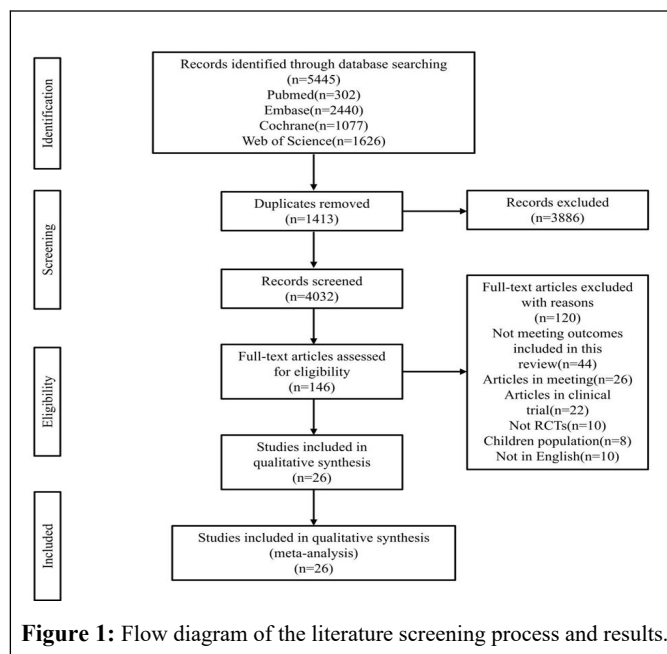 Identification
Records identified through database searching
(n=5445)
Pubmed(n=302)
Embase(n=2440)
Cochrane(n=1077)
Web of Science(n=1626)
Screening
Duplicates removed
(n=1413)
Records excluded
(n=3886)
Records screened
(n=4032)
Eligibility
Full-text articles assessed
for eligibility
(n=146)
Full-text articles excluded
with reasons
(n=120)
Not meeting outcomes
included in this
review(n=44)
Articles in meeting(n=26)
Articles in clinical
trial(n=22)
Not RCTs(n=10)
Children population(n=8)
Not in English(n=10)
Studies included in
qualitative synthesis
(n=26)
Included
Studies included in qualitative synthesis
(meta-analysis)
(n=26)
Figure 1: Flow diagram of the literature screening process and results.